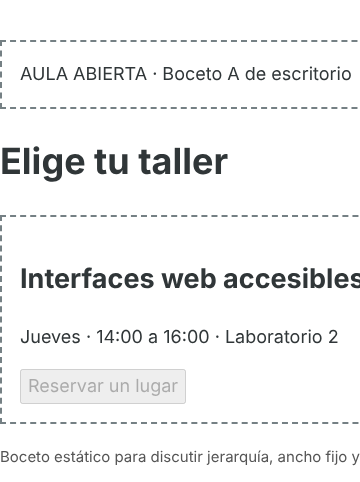 AULA ABIERTA · Boceto A de escritorio
Elige tu taller
Interfaces web accesibles
Jueves · 14:00 a 16:00 · Laboratorio 2
Reservar un lugar
Boceto estático para discutir jerarquía, ancho fijo y